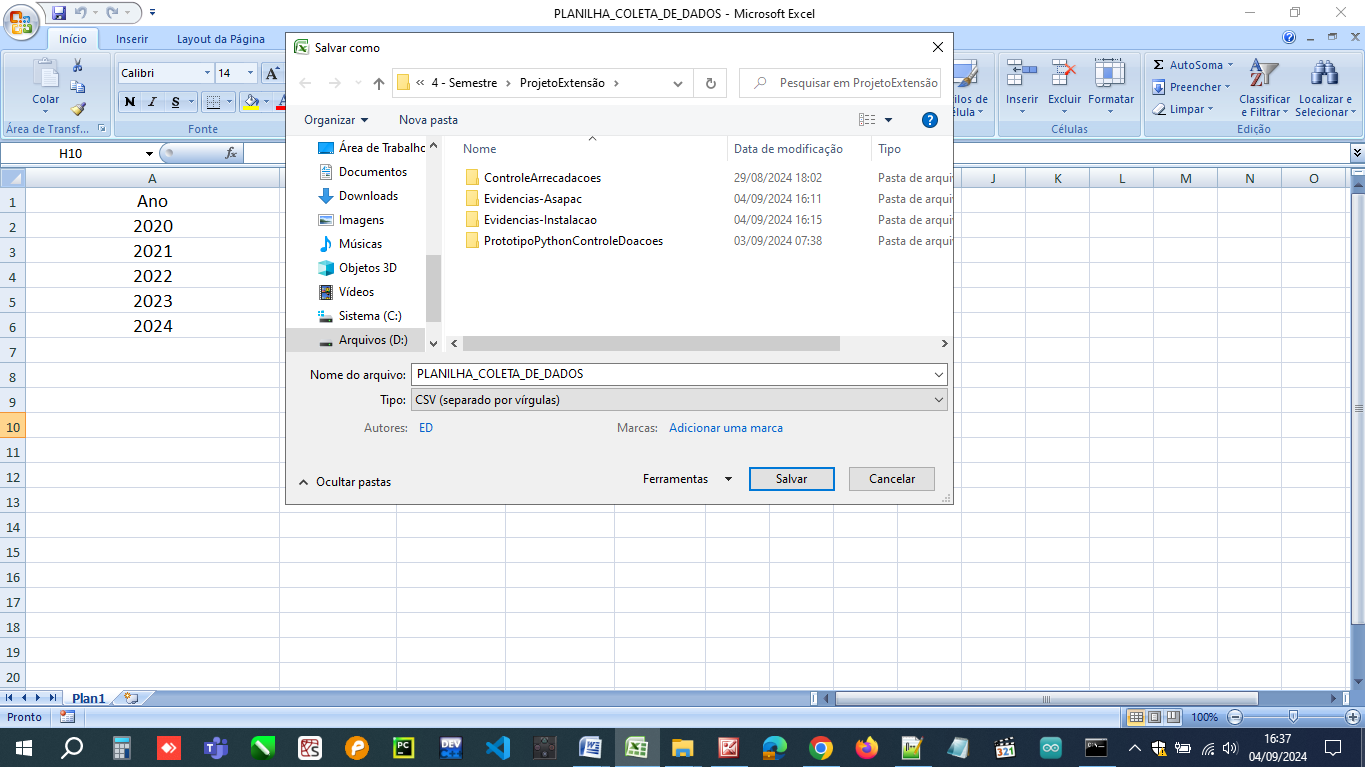 PLANILHA_COLETA_DE_DADOS - Microsoft Excel
Início Inserir Layout da Página
Salvar como
Calibri 14 A
Colar
N I S
Área de Transf...
Fonte
Inserir Excluir Formatar
Células
Σ AutoSoma
Preencher
Limpar
Classificar e Filtrar
Localizar e Selecionar
Edição
H10
fx
« 4 - Semestre › ProjetoExtensão ›
Pesquisar em ProjetoExtensão
Organizar Nova pasta
Área de Trabalho
Documentos
Downloads
Imagens
Músicas
Objetos 3D
Vídeos
Sistema (C:)
Arquivos (D:)
Nome Data de modificação Tipo
ControleArrecadacoes 29/08/2024 18:02 Pasta de arqui
Evidencias-Asapac 04/09/2024 16:11 Pasta de arqui
Evidencias-Instalacao 04/09/2024 16:15 Pasta de arqui
PrototipoPythonControleDoacoes 03/09/2024 07:38 Pasta de arqui
Nome do arquivo: PLANILHA_COLETA_DE_DADOS
Tipo: CSV (separado por vírgulas)
Autores: ED Marcas: Adicionar uma marca
Ocultar pastas Ferramentas Salvar Cancelar
A J K L M N O
1 Ano
2 2020
3 2021
4 2022
5 2023
6 2024
7
8
9
10
11
12
13
14
15
16
17
18
19
20
Plan1
Pronto 100%
PC DEV 321
16:37
04/09/2024